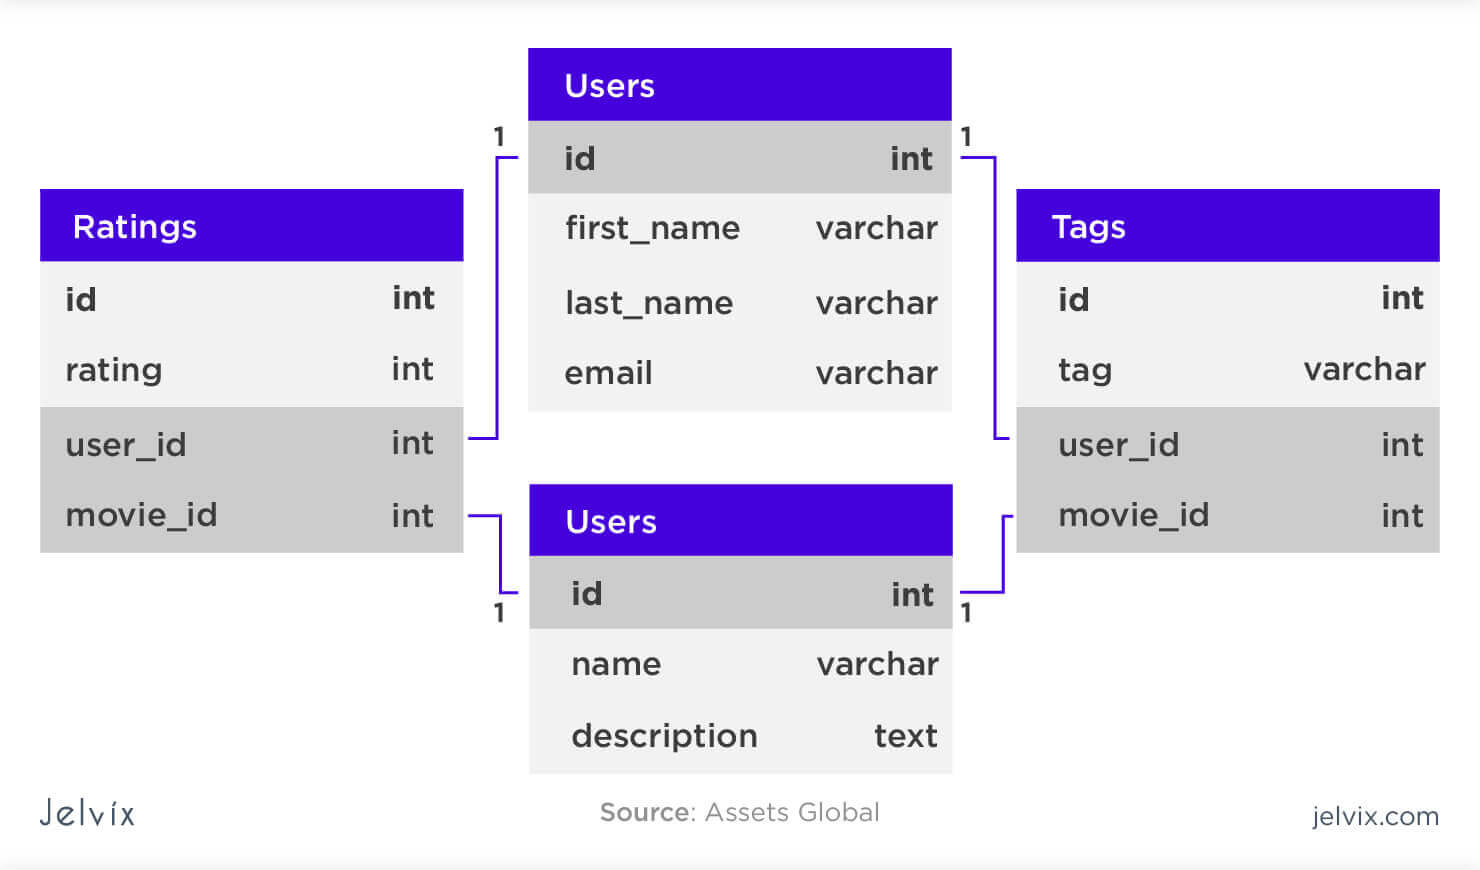 Users
1
1
id int
first_name varchar
last_name varchar
email varchar
Ratings
id int
rating int
user_id int
movie_id int
Tags
id int
tag varchar
user_id int
movie_id int
Users
id int
1
1
name varchar
description text
Jelvix
Source: Assets Global
jelvix.com